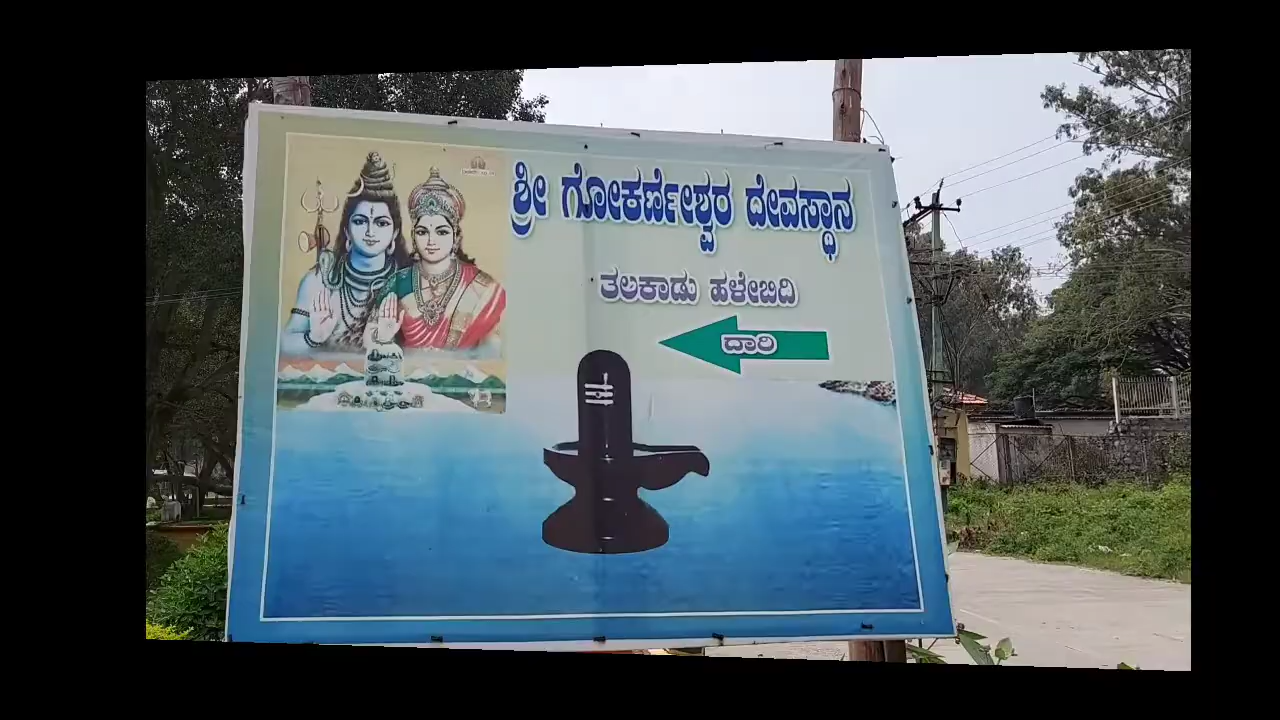 ಶ್ರೀ ಗೋಕರ್ಣೇಶ್ವರ ದೇವಸ್ಥಾನ
ತಲಕಾಡು ಹಳೇಬಿದಿ
ದಾರಿ